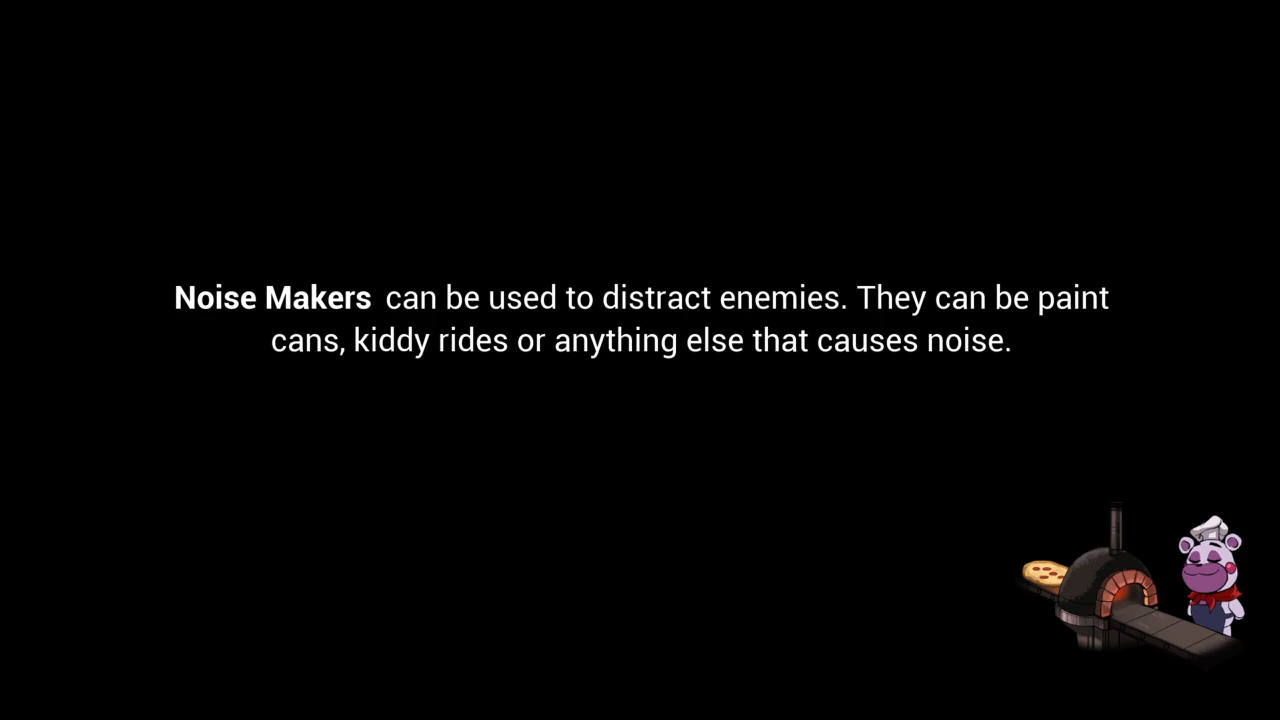 Noise Makers can be used to distract enemies. They can be paint
cans, kiddy rides or anything else that causes noise.